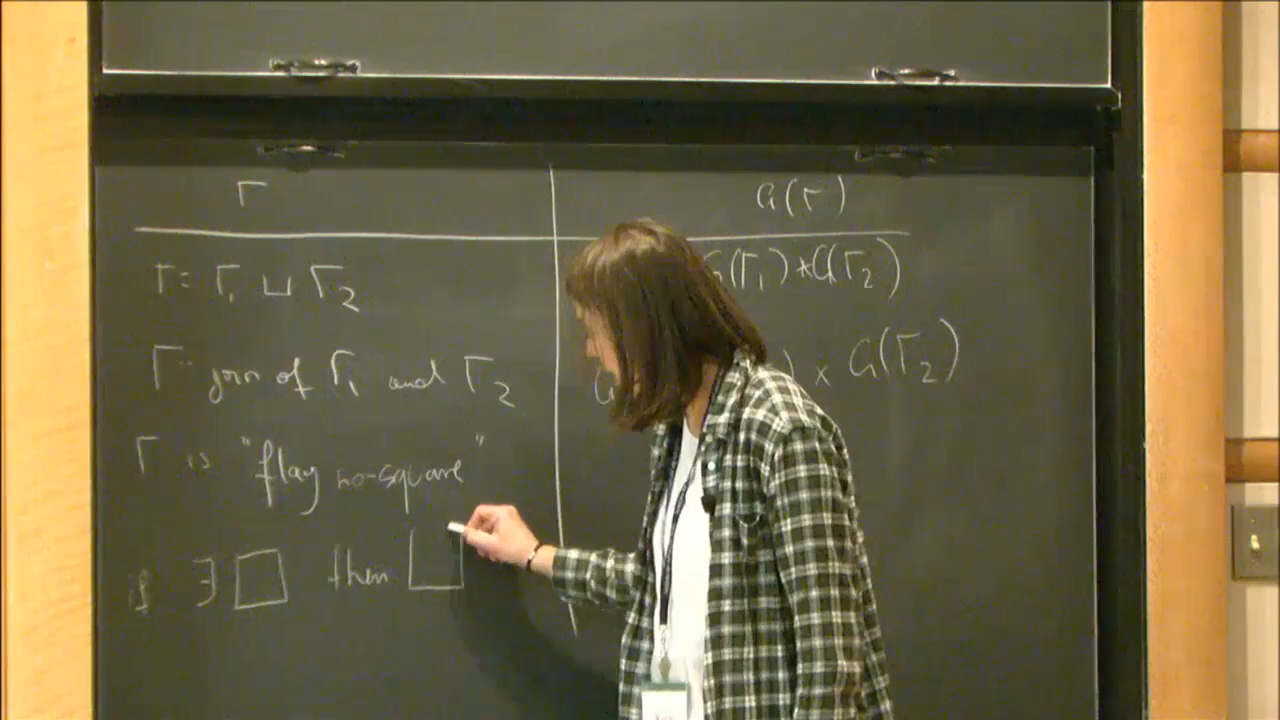 Γ G(Γ)
Γ = Γ₁ ⊔ Γ₂ G(Γ₁) * G(Γ₂)
Γ = join of Γ₁ and Γ₂ G ) × G(Γ₂)
Γ is "flag no-square"
if ∃ □ then